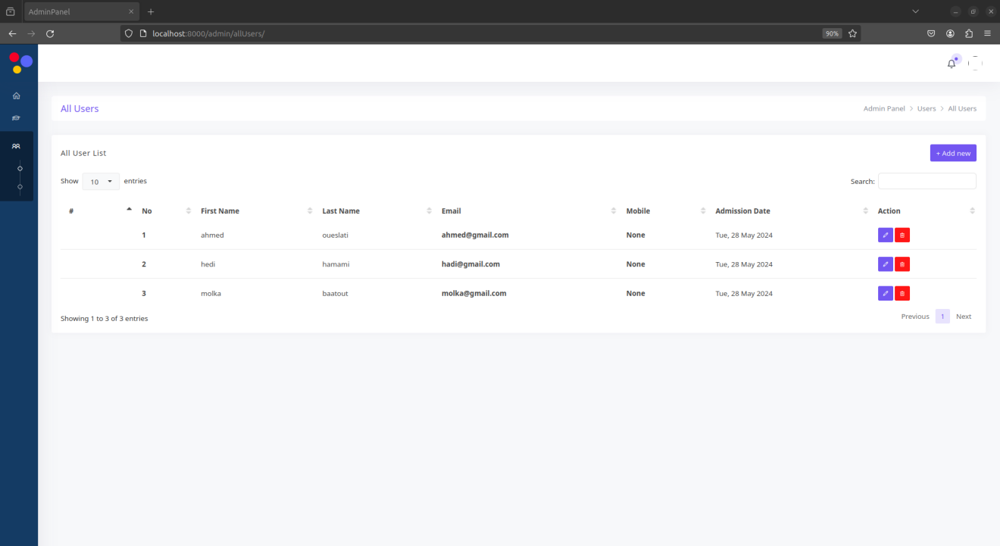 AdminPanel
localhost:8000/admin/allUsers/ 90%
All Users Admin Panel > Users > All Users
All User List + Add new
Show 10 entries Search:
# No First Name Last Name Email Mobile Admission Date Action
1 ahmed oueslati ahmed@gmail.com None Tue, 28 May 2024
2 hedi hamami hadi@gmail.com None Tue, 28 May 2024
3 molka baatout molka@gmail.com None Tue, 28 May 2024
Showing 1 to 3 of 3 entries Previous 1 Next